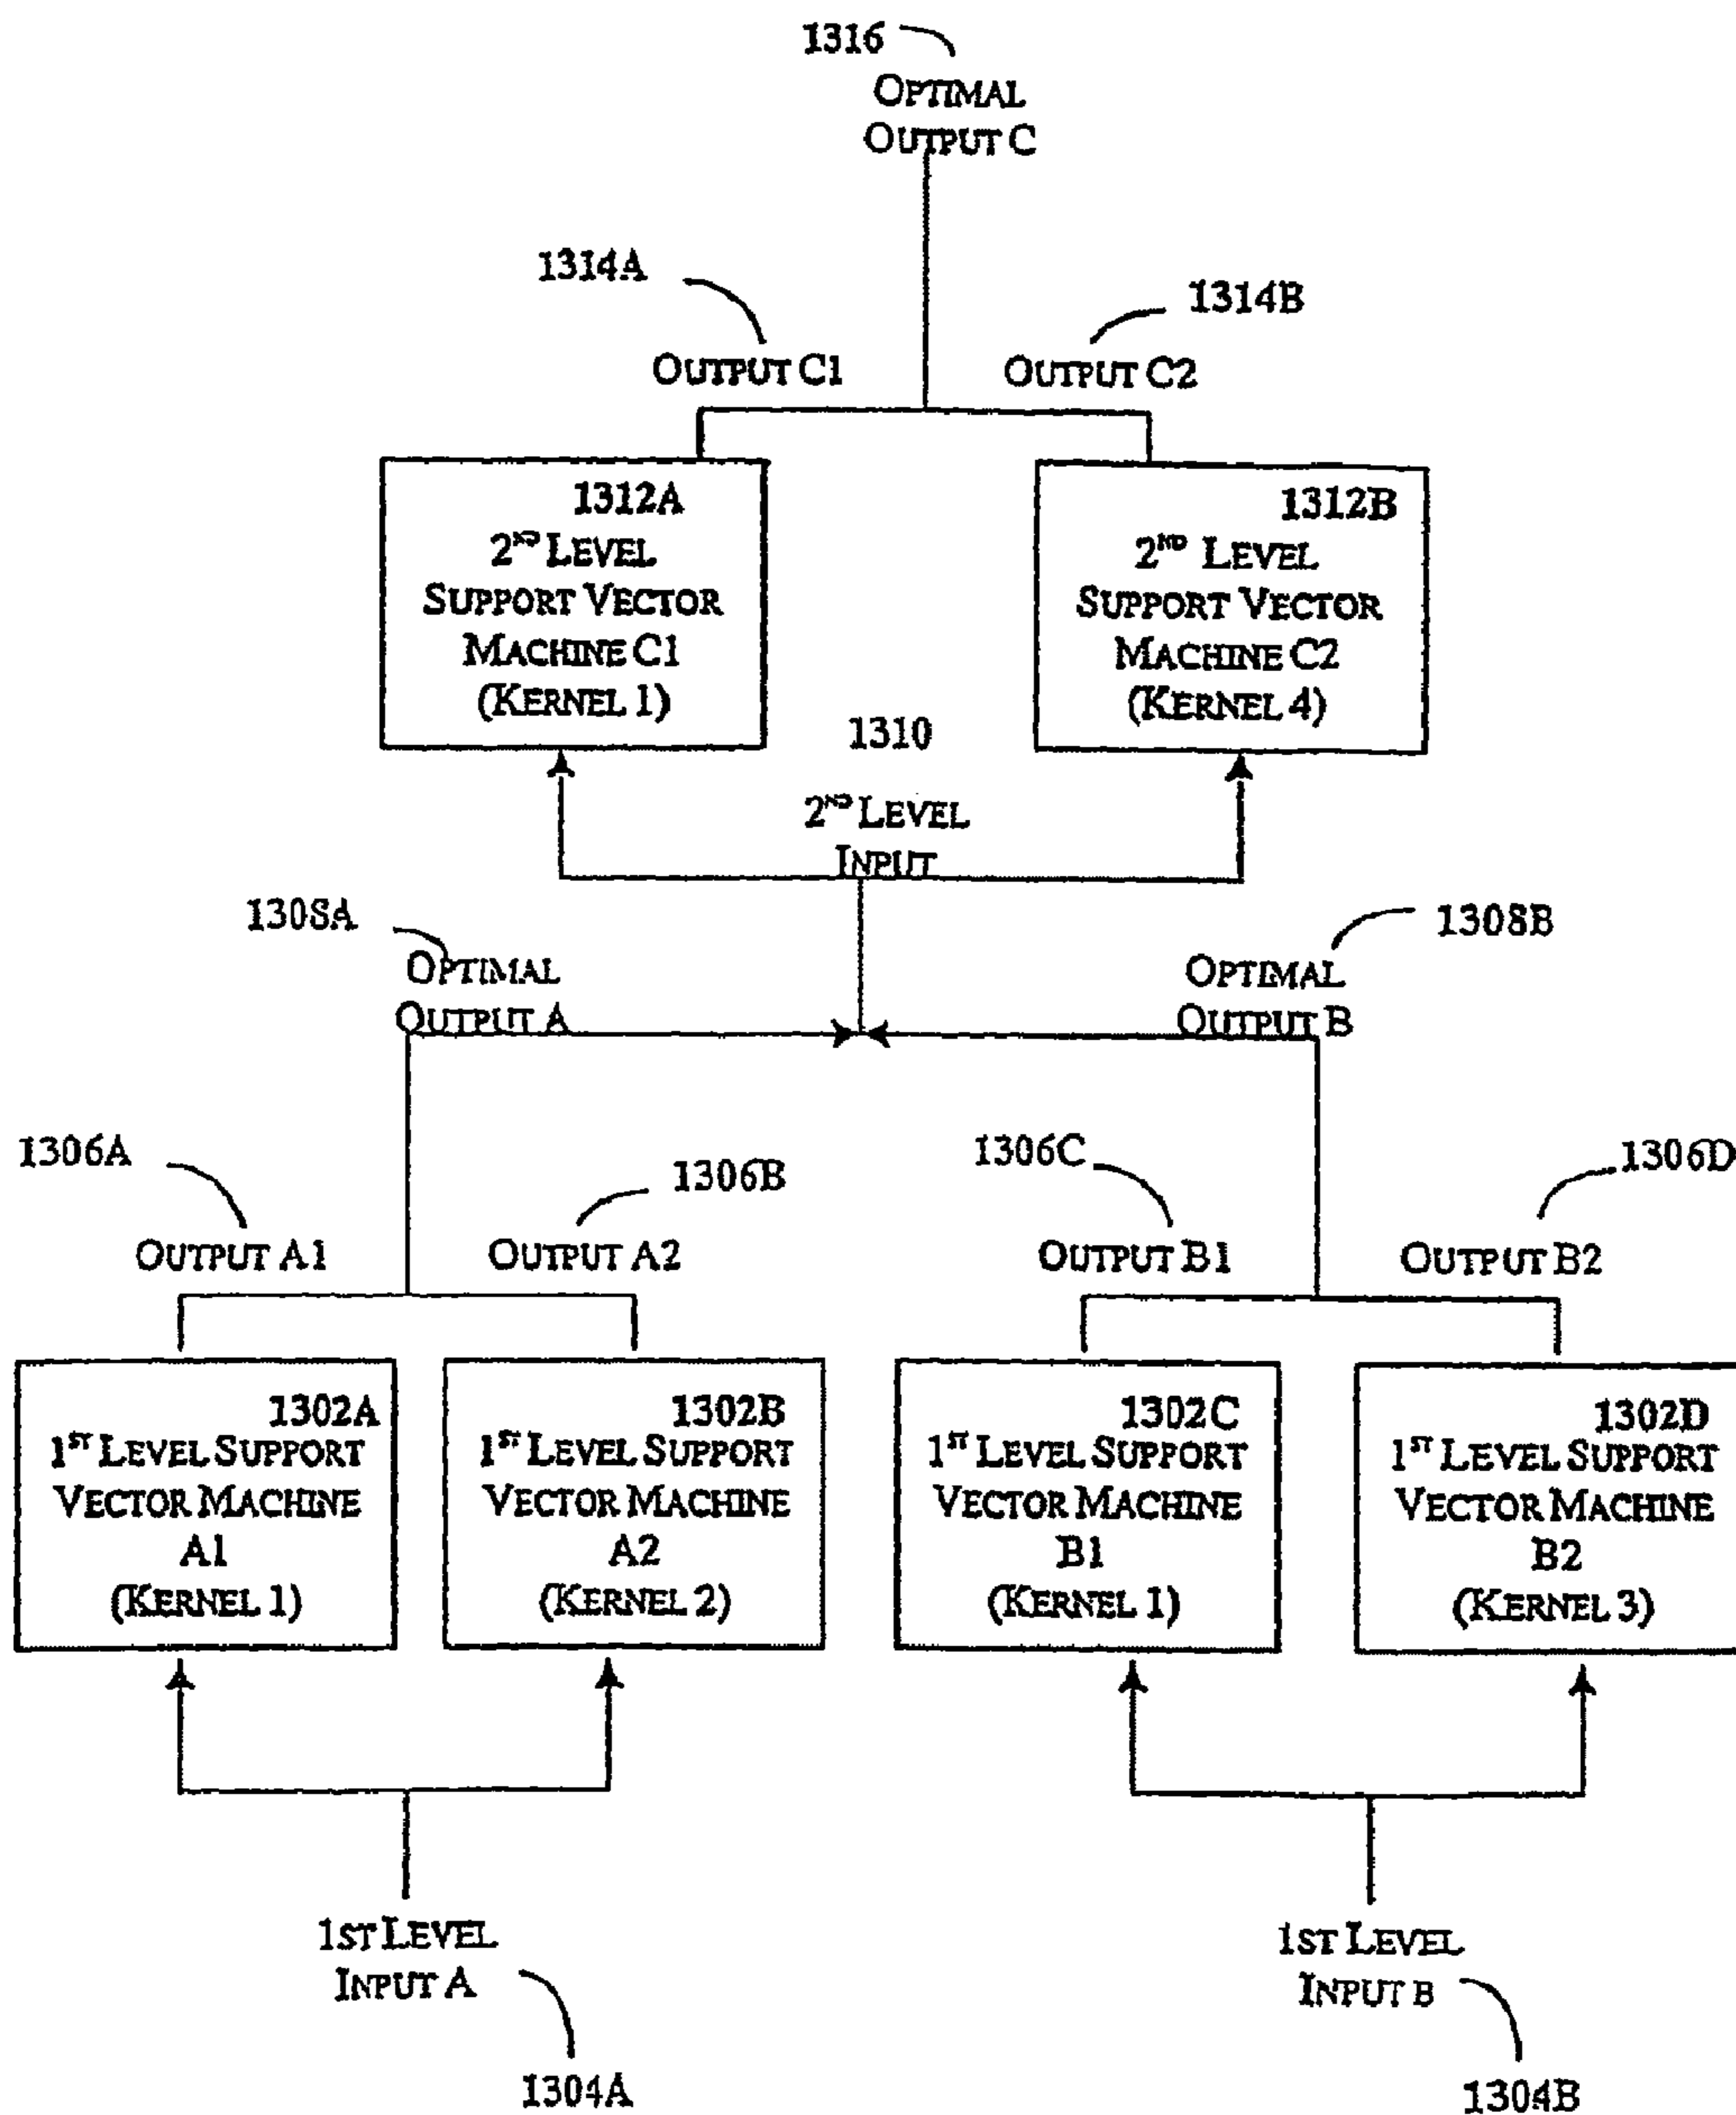 1316
OPTIMAL
OUTPUT C
1314A
1314B
OUTPUT C1
OUTPUT C2
1312A
2ND LEVEL
SUPPORT VECTOR
MACHINE C1
(KERNEL 1)
1312B
2ND LEVEL
SUPPORT VECTOR
MACHINE C2
(KERNEL 4)
1310
2ND LEVEL
INPUT
1308A
OPTIMAL
OUTPUT A
1308B
OPTIMAL
OUTPUT B
1306A
1306B
1306C
1306D
OUTPUT A1
OUTPUT A2
OUTPUT B1
OUTPUT B2
1302A
1ST LEVEL SUPPORT
VECTOR MACHINE
A1
(KERNEL 1)
1302B
1ST LEVEL SUPPORT
VECTOR MACHINE
A2
(KERNEL 2)
1302C
1ST LEVEL SUPPORT
VECTOR MACHINE
B1
(KERNEL 1)
1302D
1ST LEVEL SUPPORT
VECTOR MACHINE
B2
(KERNEL 3)
1ST LEVEL
INPUT A
1304A
1ST LEVEL
INPUT B
1304B